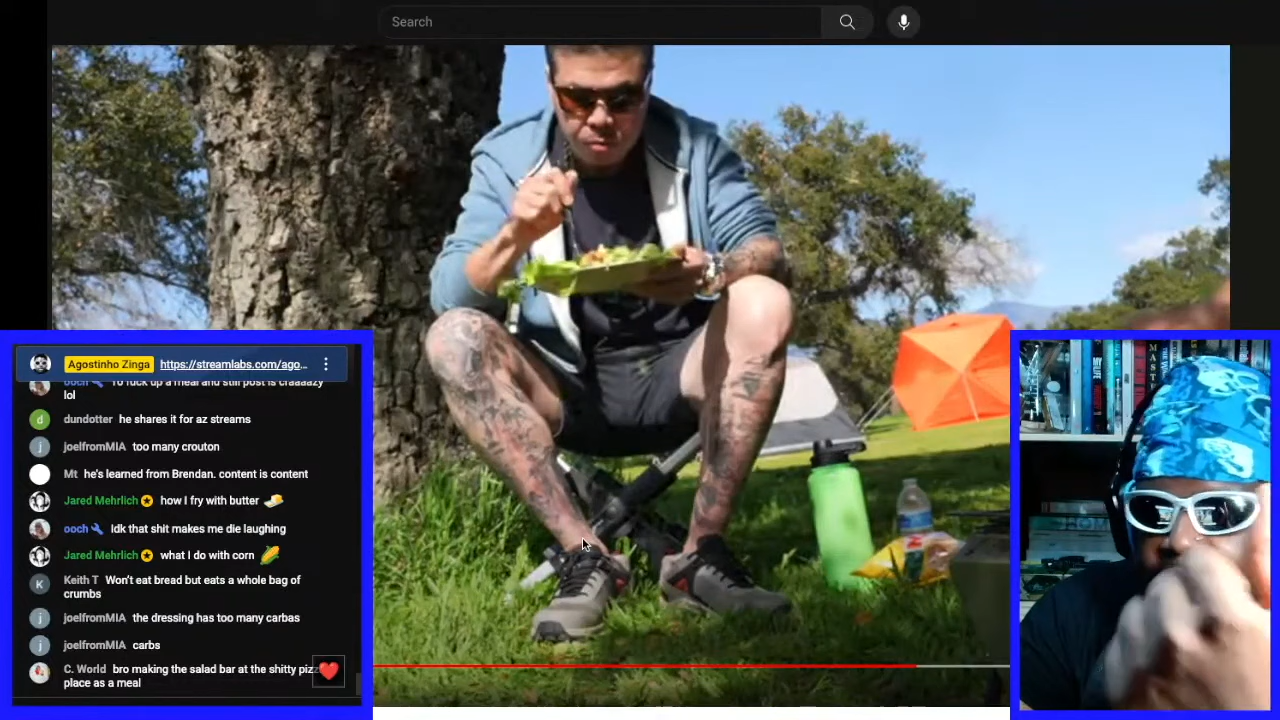 Search
Agostinho Zinga https://streamlabs.com/ago...
lol
dundotter he shares it for az streams
joelfromMIA too many crouton
Mt he's learned from Brendan. content is content
Jared Mehrlich how I fry with butter
ooch Idk that shit makes me die laughing
Jared Mehrlich what I do with corn
Keith T Won't eat bread but eats a whole bag of
crumbs
joelfromMIA the dressing has too many carbas
joelfromMIA carbs
C. World bro making the salad bar at the shitty
place as a meal